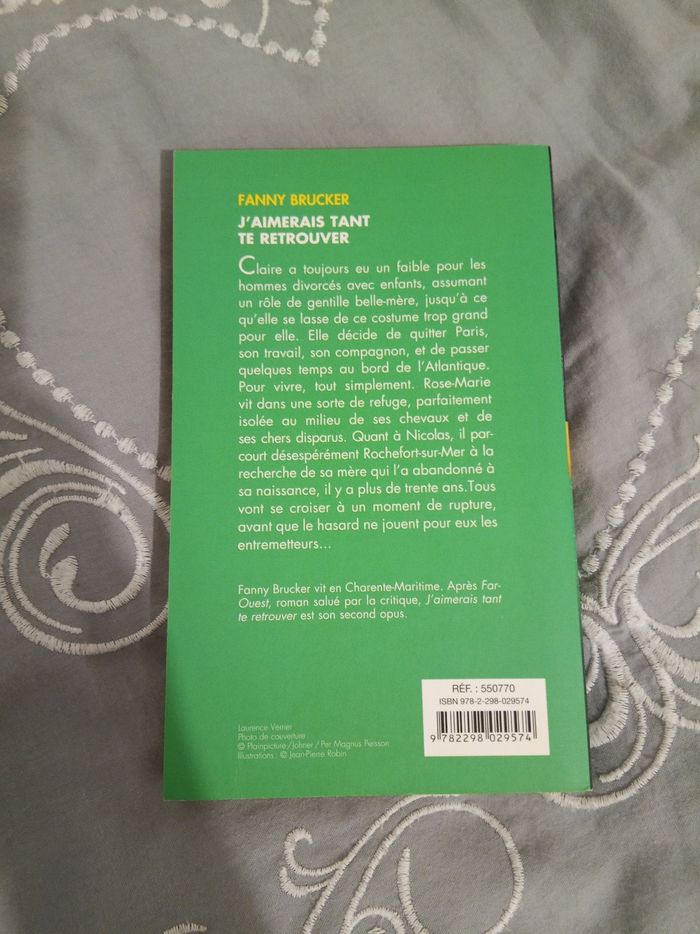 FANNY BRUCKER
J'AIMERAIS TANT
TE RETROUVER
Claire a toujours eu un faible pour les
hommes divorcés avec enfants, assumant
un rôle de gentille belle-mère, jusqu'à ce
qu'elle se lasse de ce costume trop grand
pour elle. Elle décide de quitter Paris,
son travail, son compagnon, et de passer
quelques temps au bord de l'Atlantique.
Pour vivre, tout simplement. Rose-Marie
vit dans une sorte de refuge, parfaitement
isolée au milieu de ses chevaux et de
ses chers disparus. Quant à Nicolas, il par-
court désespérément Rochefort-sur-Mer à la
recherche de sa mère qui l'a abandonné à
sa naissance, il y a plus de trente ans.Tous
vont se croiser à un moment de rupture,
avant que le hasard ne jouent pour eux les
entremetteurs...
Fanny Brucker vit en Charente-Maritime. Après Far-
Ouest, roman salué par la critique, J'aimerais tant
te retrouver est son second opus.
RÉF. : 550770
ISBN 978-2-298-029574
9 782298 029574
Laurence Verrier
Photo de couverture
© Plainpicture/Johner/Per Magnus Persson
Illustrations : © Jean-Pierre Robin